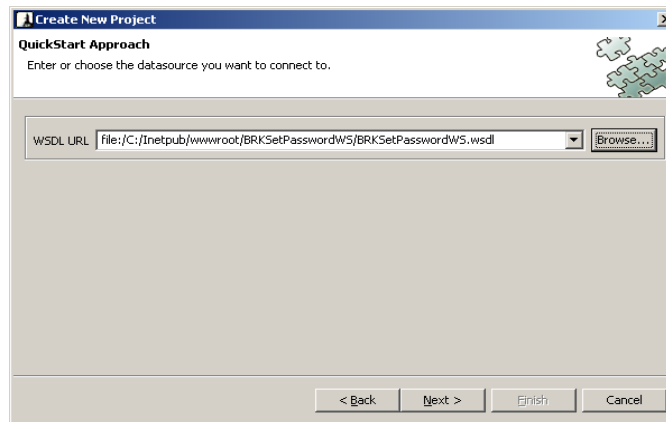 Create New Project
QuickStart Approach
Enter or choose the datasource you want to connect to.
WSDL URL file:/C:/Inetpub/wwwroot/BRKSetPasswordWS/BRKSetPasswordWS.wsdl Browse...
< Back Next > Finish Cancel